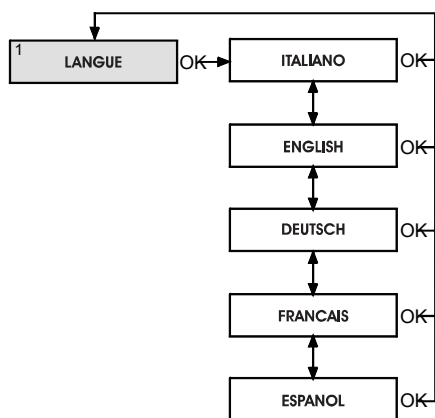 1
LANGUE OK ITALIANO OK
ENGLISH OK
DEUTSCH OK
FRANCAIS OK
ESPANOL OK